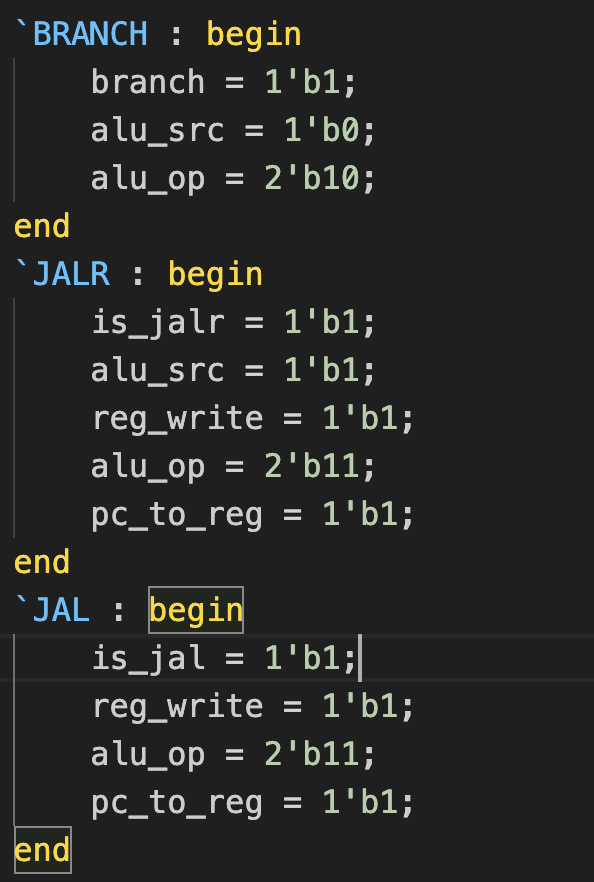 `BRANCH : begin
    branch = 1'b1;
    alu_src = 1'b0;
    alu_op = 2'b10;
end
`JALR : begin
    is_jalr = 1'b1;
    alu_src = 1'b1;
    reg_write = 1'b1;
    alu_op = 2'b11;
    pc_to_reg = 1'b1;
end
`JAL : begin
    is_jal = 1'b1;
    reg_write = 1'b1;
    alu_op = 2'b11;
    pc_to_reg = 1'b1;
end